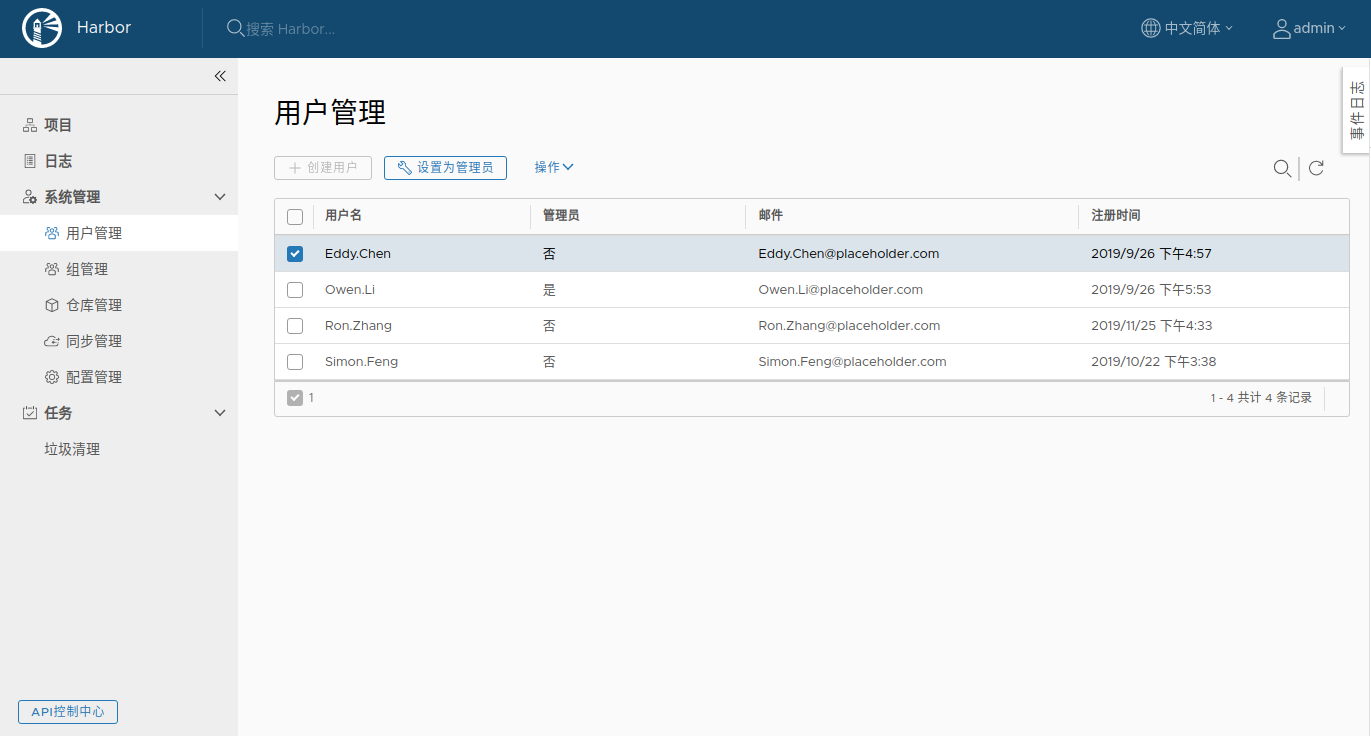 Harbor
搜索 Harbor...
中文简体
admin
事件日志
项目
日志
系统管理
用户管理
组管理
仓库管理
同步管理
配置管理
任务
垃圾清理
API控制中心
用户管理
创建用户
设置为管理员
操作
用户名 管理员 邮件 注册时间
Eddy.Chen 否 Eddy.Chen@placeholder.com 2019/9/26 下午4:57
Owen.Li 是 Owen.Li@placeholder.com 2019/9/26 下午5:53
Ron.Zhang 否 Ron.Zhang@placeholder.com 2019/11/25 下午4:33
Simon.Feng 否 Simon.Feng@placeholder.com 2019/10/22 下午3:38
1
1 - 4 共计 4 条记录